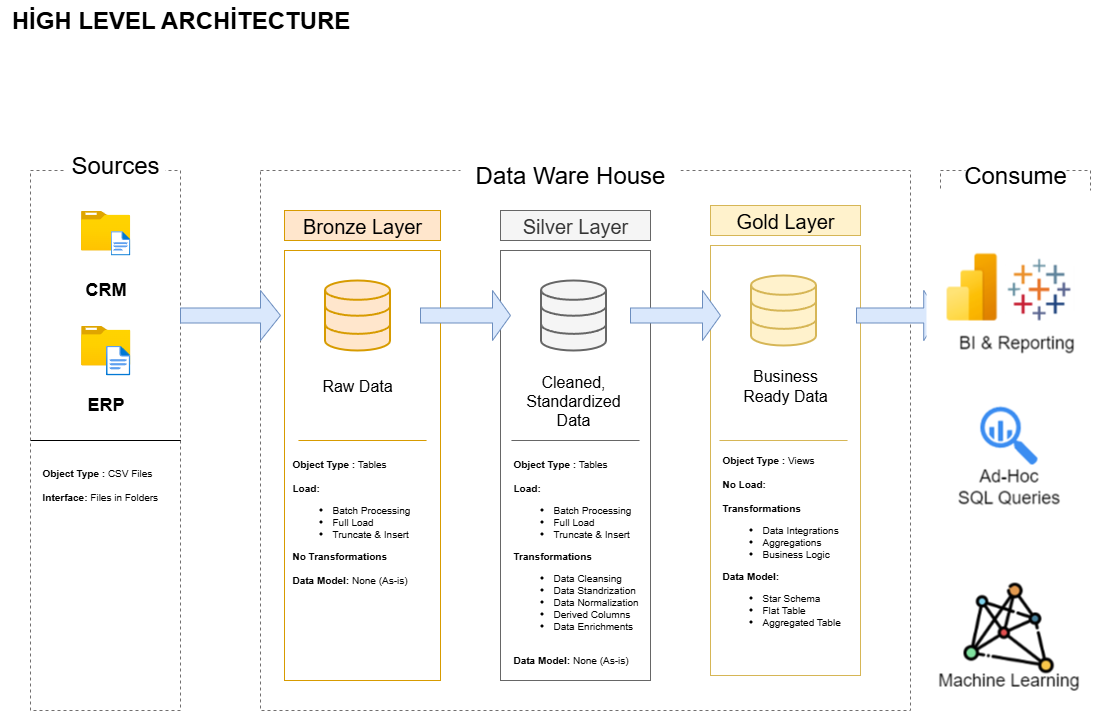 HİGH LEVEL ARCHİTECTURE
Sources
CRM
ERP
Object Type : CSV Files
Interface: Files in Folders
Data Ware House
Bronze Layer
Raw Data
Object Type : Tables
Load:
• Batch Processing
• Full Load
• Truncate & Insert
No Transformations
Data Model: None (As-is)
Silver Layer
Cleaned,
Standardized
Data
Object Type : Tables
Load:
• Batch Processing
• Full Load
• Truncate & Insert
Transformations
• Data Cleansing
• Data Standrization
• Data Normalization
• Derived Columns
• Data Enrichments
Data Model: None (As-is)
Gold Layer
Business
Ready Data
Object Type : Views
No Load:
Transformations
• Data Integrations
• Aggregations
• Business Logic
Data Model:
• Star Schema
• Flat Table
• Aggregated Table
Consume
BI & Reporting
Ad-Hoc
SQL Queries
Machine Learning